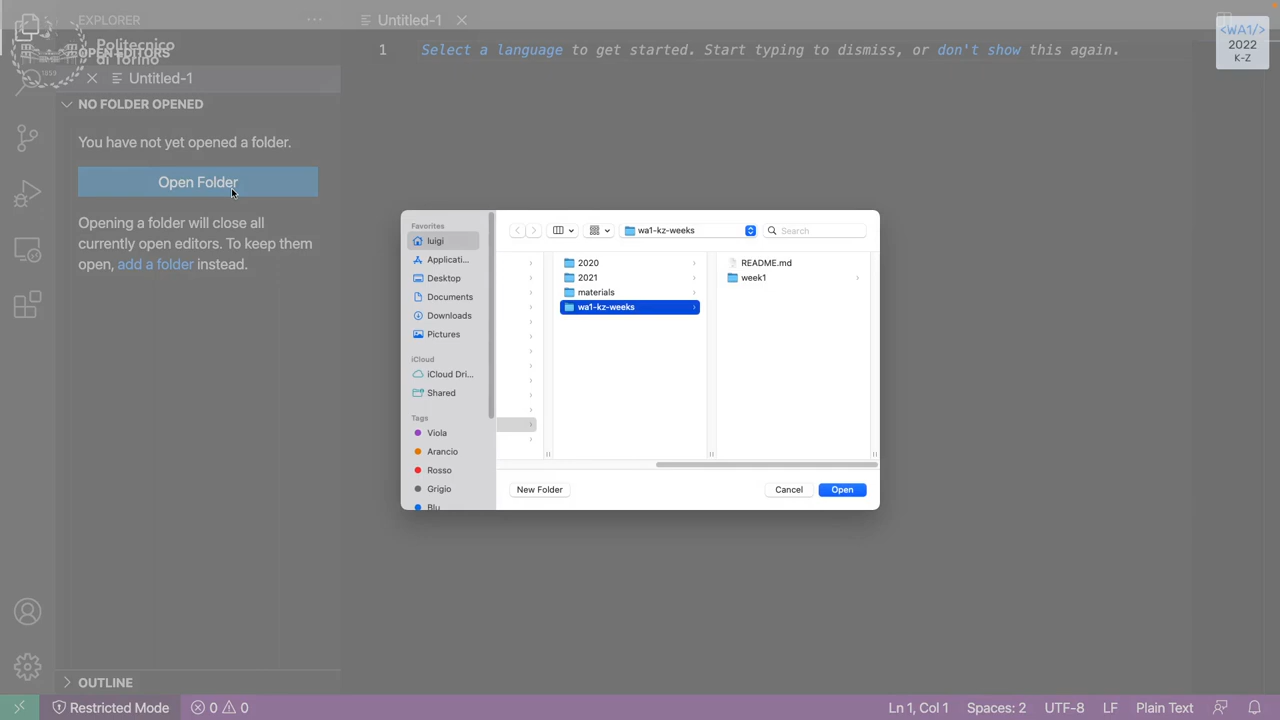 EXPLORER
Untitled-1
<WA1/>
2022
K-Z
Politecnico
di Torino
1859
OPEN EDITORS
Untitled-1
1 Select a language to get started. Start typing to dismiss, or don't show this again.
NO FOLDER OPENED
You have not yet opened a folder.
Open Folder
Opening a folder will close all
currently open editors. To keep them
open, add a folder instead.
Favorites
luigi
Applicati...
Desktop
Documents
Downloads
Pictures
iCloud
iCloud Dri...
Shared
Tags
Viola
Arancio
Rosso
Grigio
Blu
wa1-kz-weeks
Search
2020
2021
materials
wa1-kz-weeks
README.md
week1
New Folder
Cancel
Open
OUTLINE
Restricted Mode
0
0
Ln 1, Col 1
Spaces: 2
UTF-8
LF
Plain Text